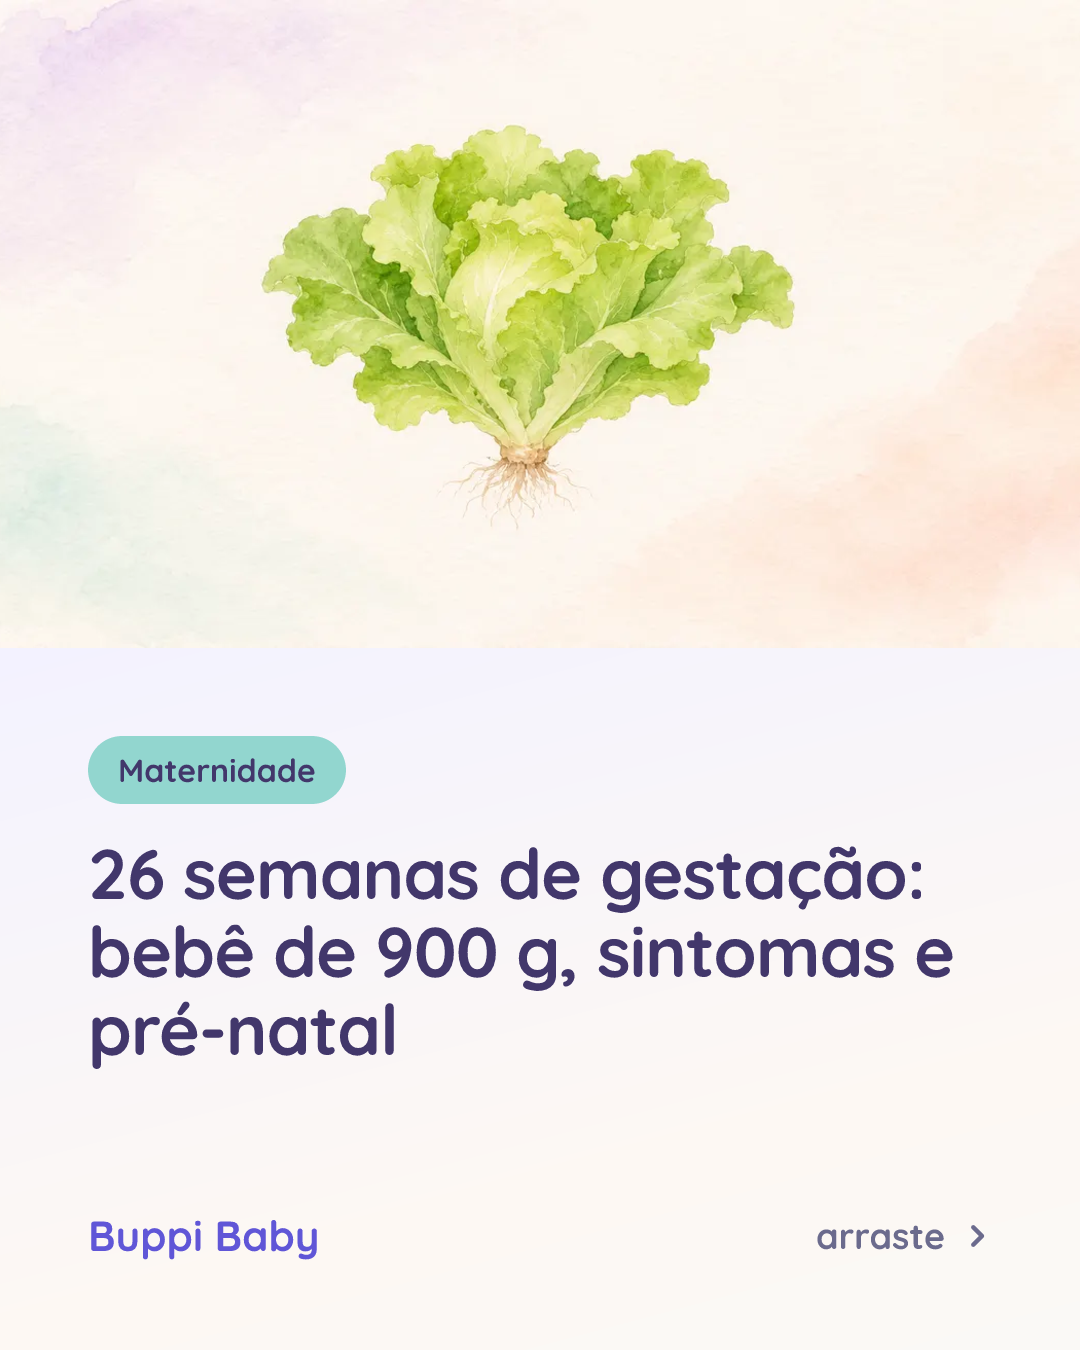 Maternidade
26 semanas de gestação:
bebê de 900 g, sintomas e
pré-natal
Buppi Baby
arraste